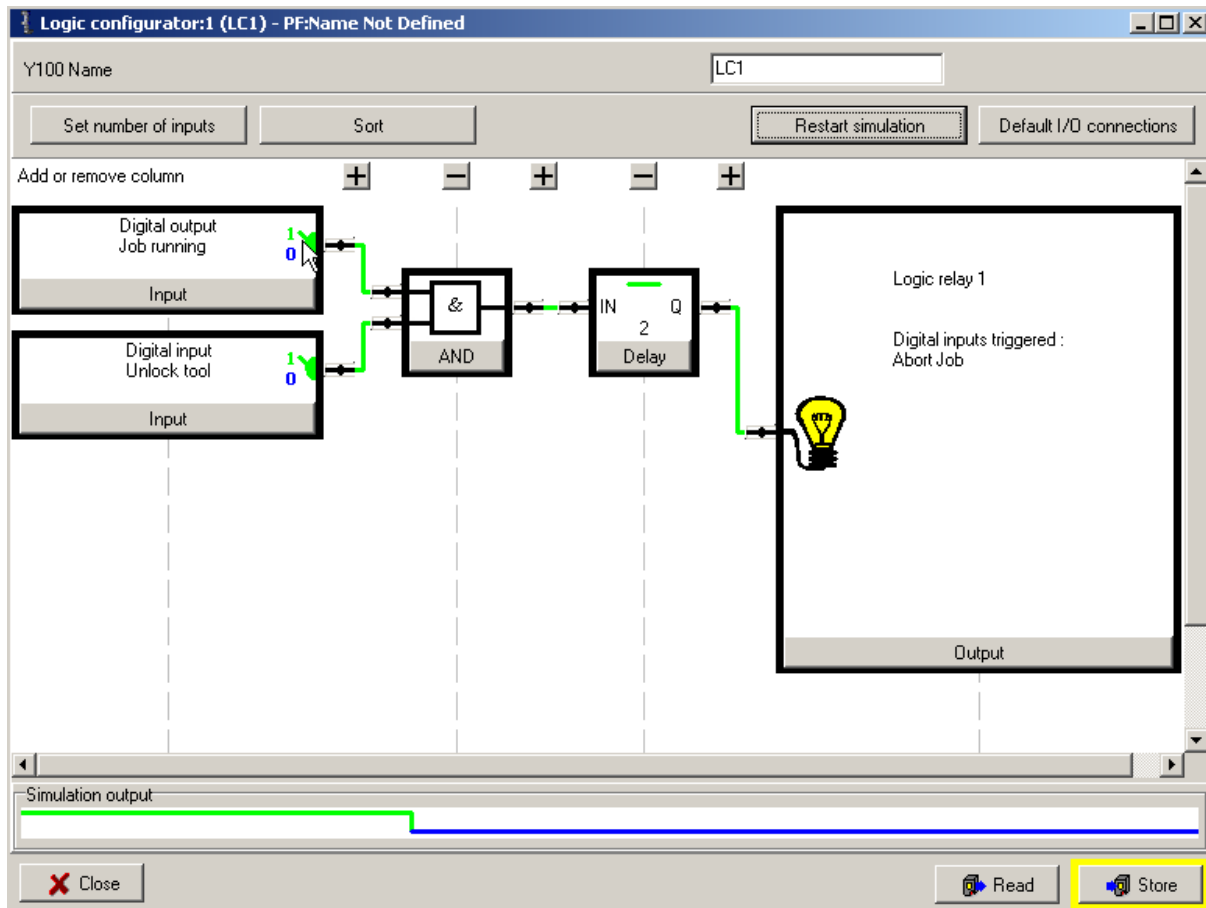 Logic configurator:1 (LC1) - PF:Name Not Defined
Y100 Name
LC1
Set number of inputs
Sort
Restart simulation
Default I/O connections
Add or remove column
+
−
+
−
+
Digital output
Job running
1
0
Input
Digital input
Unlock tool
1
0
Input
&
AND
IN Q
2
Delay
Logic relay 1
Digital inputs triggered :
Abort Job
Output
Simulation output
Close
Read
Store